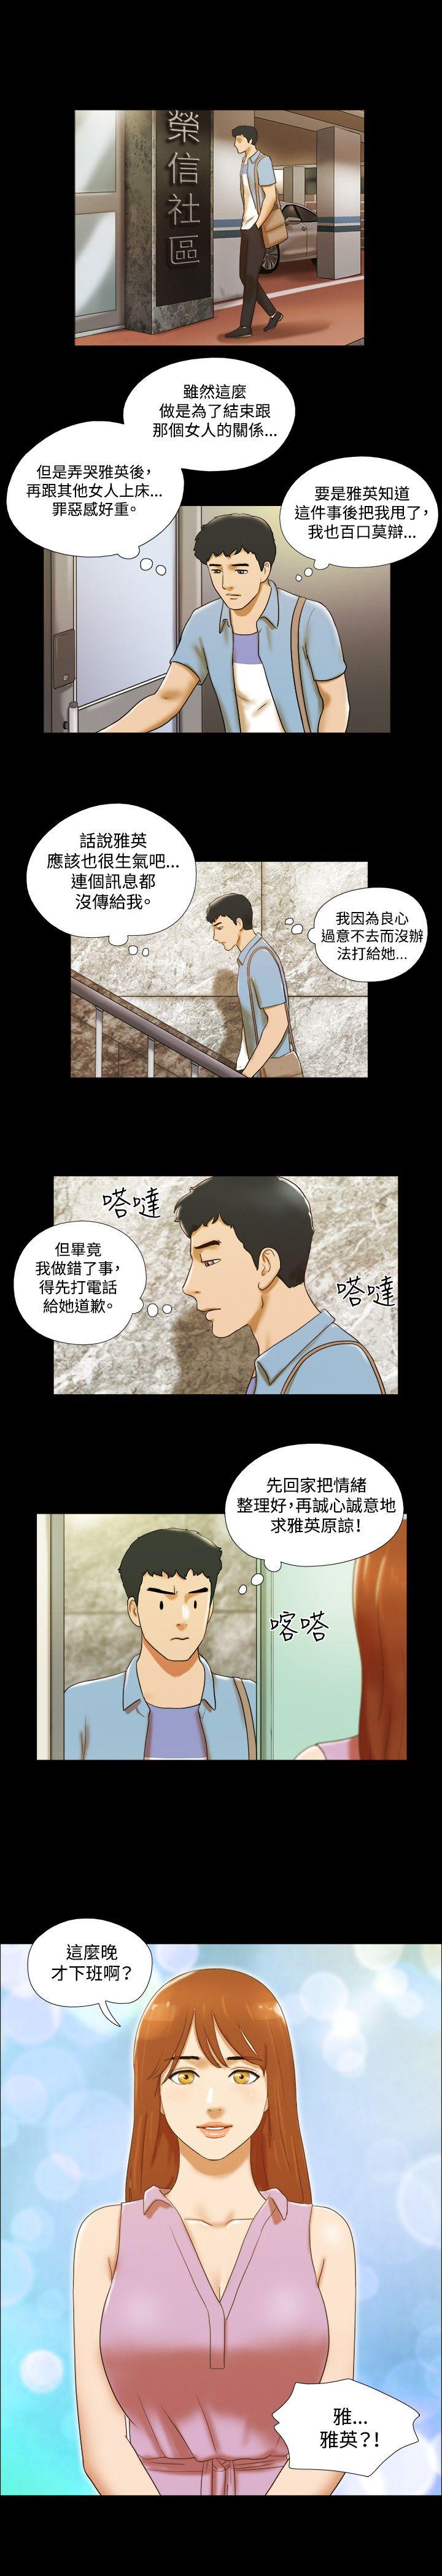 榮信社區
雖然這麼
做是為了結束跟
那個女人的關係...
但是弄哭雅英後,
再跟其他女人上床...
罪惡感好重。
要是雅英知道
這件事後把我甩了,
我也百口莫辯...
話說雅英
應該也很生氣吧...
連個訊息都
沒傳給我。
我因為良心
過意不去而沒辦
法打給她...
嗒噠
但畢竟
我做錯了事,
得先打電話
給她道歉。
嗒噠
先回家把情緒
整理好,再誠心誠意地
求雅英原諒!
喀嗒
這麼晚
才下班啊?
雅...
雅英?!